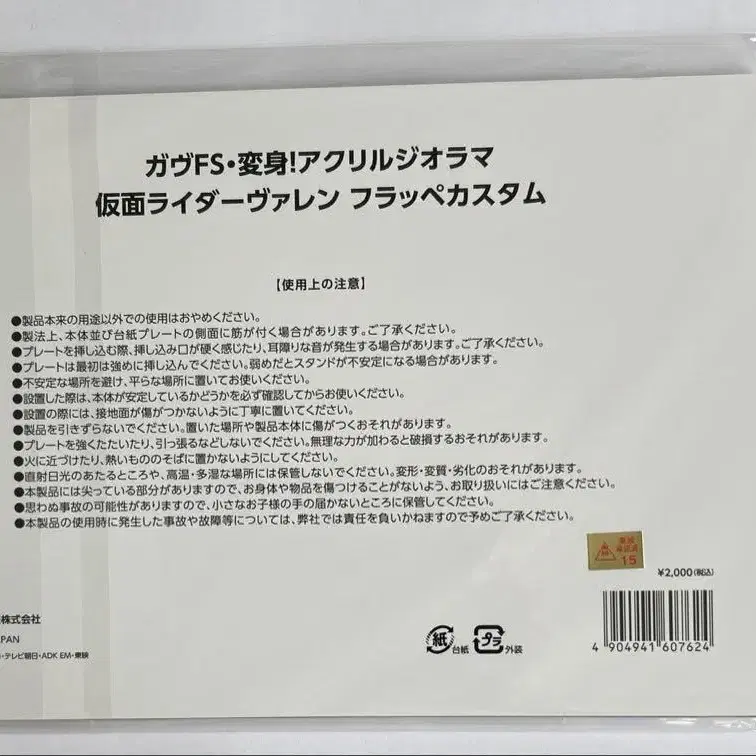 ガヴFS・変身!アクリルジオラマ
仮面ライダーヴァレン フラッペカスタム
【使用上の注意】
●製品本来の用途以外での使用はおやめください。
●製法上、本体並び台紙プレートの側面に筋が付く場合があります。ご了承ください。
●プレートを挿し込む際、挿し込み口が硬く感じたり、耳障りな音が発生する場合があります。ご了承ください。
●プレートは最初は強めに挿し込んでください。弱めだとスタンドが不安定になる場合があります。
●不安定な場所を避け、平らな場所に置いてお使いください。
●設置した際は、本体が安定しているかどうかを必ず確認してからお使いください。
●設置の際には、接地面が傷がつかないように丁寧に置いてください。
●製品を引きずらないでください。置いた場所や製品本体に傷がつくおそれがあります。
●プレートを強くたたいたり、引っ張るなどしないでください。無理な力が加わると破損するおそれがあります。
●火に近づけたり、熱いもののそばに置かないようにしてください。
●直射日光のあたるところや、高温・多湿な場所には保管しないでください。変形・変質・劣化のおそれがあります。
●本製品には尖っている部分がありますので、お身体や物品を傷つけることがないよう、お取り扱いにはご注意ください。
●思わぬ事故の可能性がありますので、小さなお子様の手の届かないところに保管してください。
●本製品の使用時に発生した事故や故障等については、弊社では責任を負いかねますので予めご了承ください。
15
¥2,000(税込)
株式会社
PAN
・テレビ朝日・ADK EM・東映
紙 台紙 プラ 外装
4 904941 607624